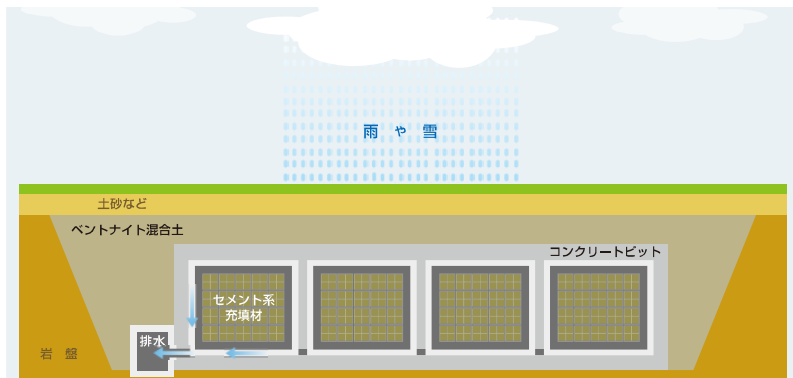 雨 や 雪
土砂など
ベントナイト混合土
コンクリートピット
セメント系
充填材
排水
岩 盤